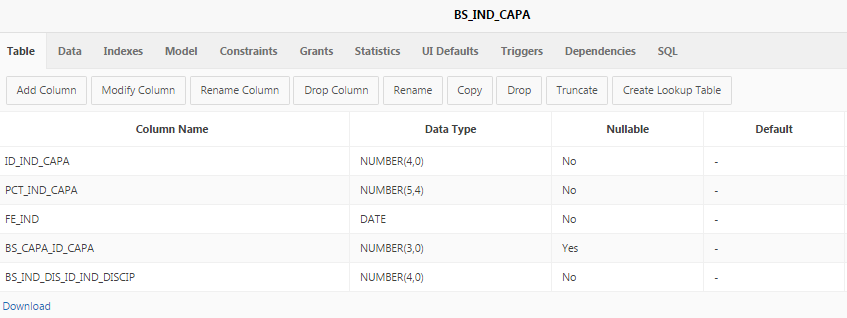 BS_IND_CAPA
Table Data Indexes Model Constraints Grants Statistics UI Defaults Triggers Dependencies SQL
Add Column Modify Column Rename Column Drop Column Rename Copy Drop Truncate Create Lookup Table
Column Name Data Type Nullable Default
ID_IND_CAPA NUMBER(4,0) No -
PCT_IND_CAPA NUMBER(5,4) No -
FE_IND DATE No -
BS_CAPA_ID_CAPA NUMBER(3,0) Yes -
BS_IND_DIS_ID_IND_DISCIP NUMBER(4,0) No -
Download